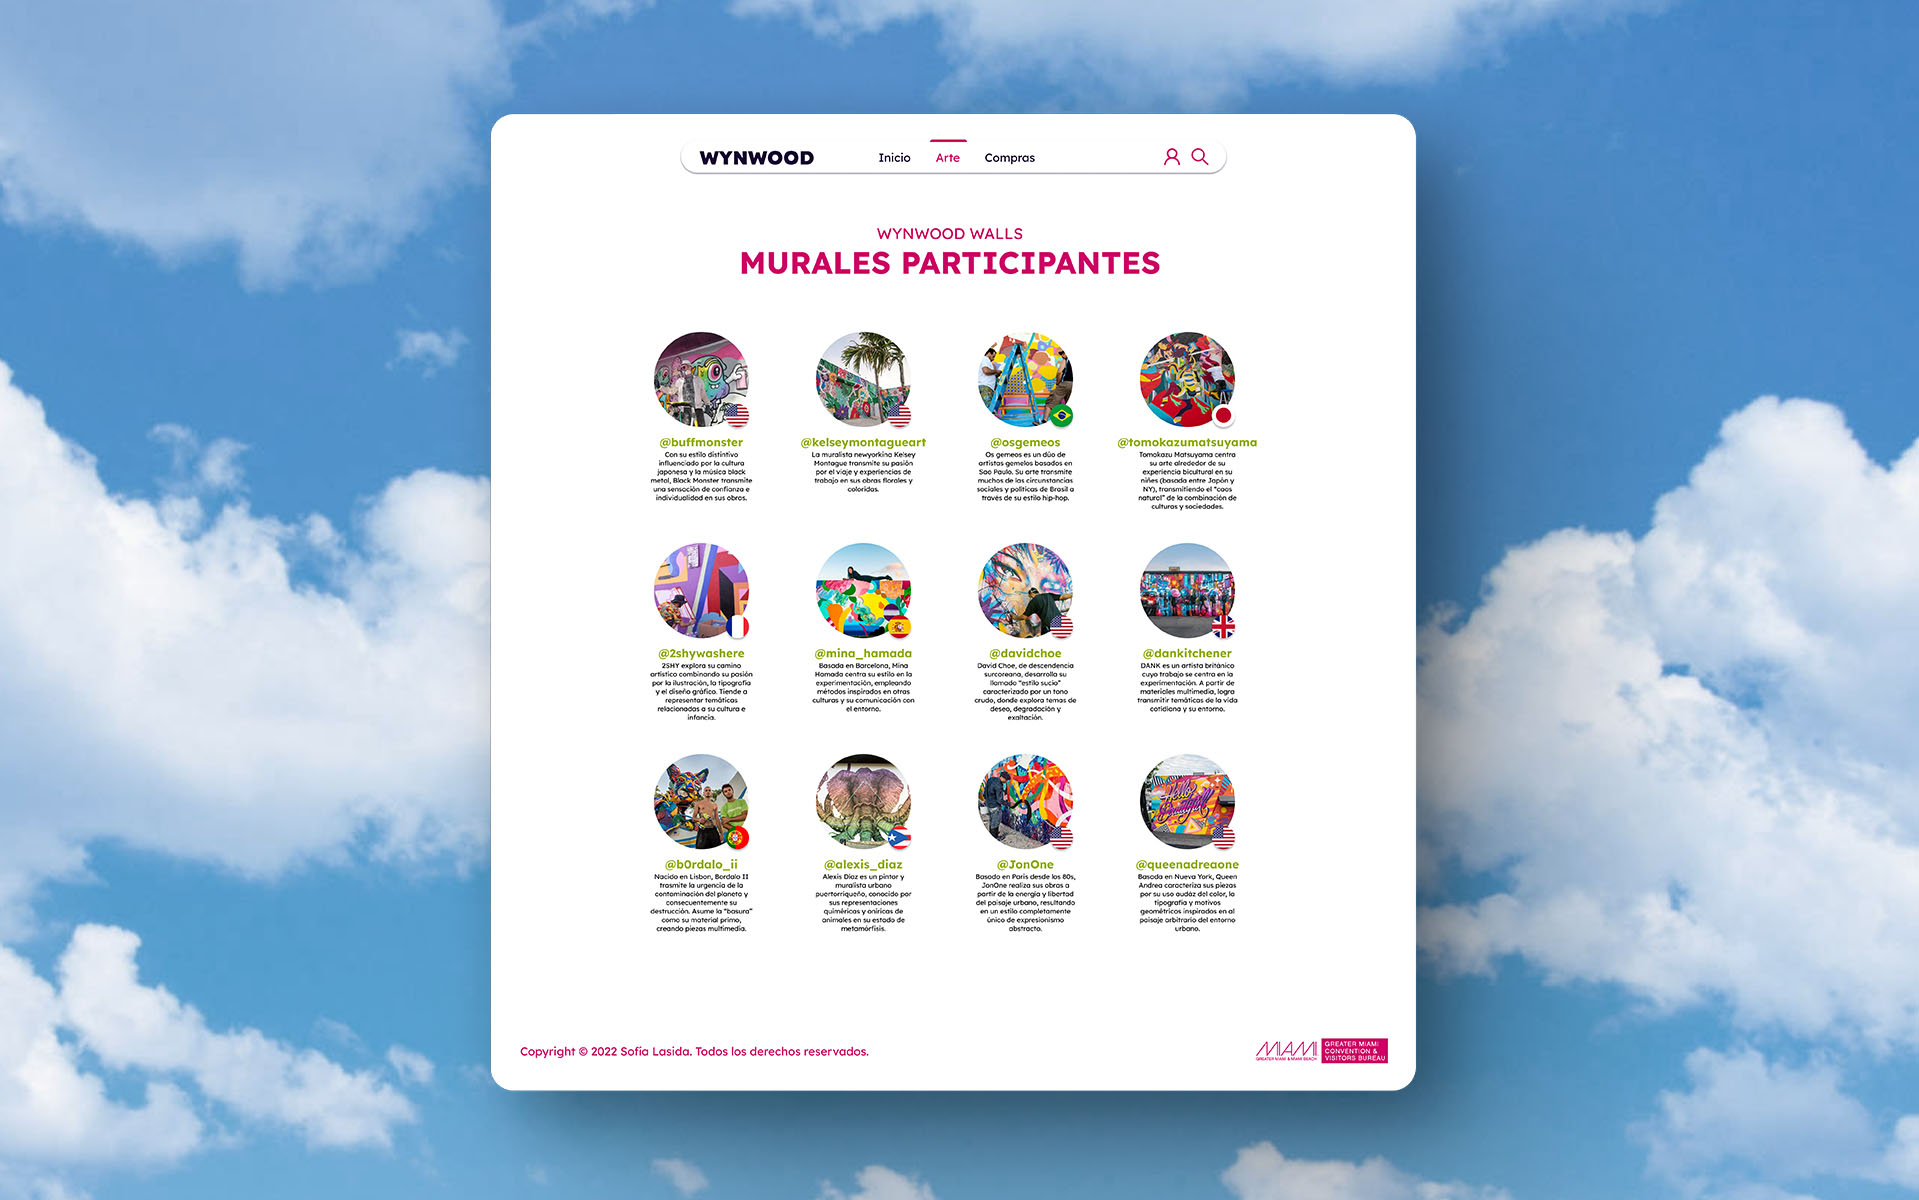 WYNWOOD
Inicio
Arte
Compras
WYNWOOD WALLS
MURALES PARTICIPANTES
@buffmonster
Con su estilo distintivo
influenciado por la cultura
japonesa y la música black
metal, Black Monster transmite
una sensación de confianza e
individualidad en sus obras.
@kelseymontagueart
La muralista newyorkina Kelsey
Montague transmite su pasión
por el viaje y experiencias de
trabajo en sus obras florales y
coloridas.
@osgemeos
Os gemeos es un dúo de
artistas gemelos basados en
Sao Paulo. Su arte transmite
muchos de las circunstancias
sociales y políticas de Brasil a
través de su estilo hip-hop.
@tomokazumatsuyama
Tomokazu Matsuyama centra
su arte alrededor de su
experiencia bicultural en su
niñes (basada entre Japón y
NY), transmitiendo el "caos
natural" de la combinación de
culturas y sociedades.
@2shywashere
2SHY explora su camino
artístico combinando su pasión
por la ilustración, la tipografía
y el diseño gráfico. Tiende a
representar temáticas
relacionadas a su cultura e
infancia.
@mina_hamada
Basada en Barcelona, Mina
Hamada centra su estilo en la
experimentación, empleando
métodos inspirados en otras
culturas y su comunicación con
el entorno.
@davidchoe
David Choe, de descendencia
surcoreana, desarrolla su
llamado "estilo sucio"
caracterizado por un tono
crudo, donde explora temas de
deseo, degradación y
exaltación.
@dankitchener
DANK es un artista británico
cuyo trabajo se centra en la
experimentación. A partir de
materiales multimedia, logra
transmitir temáticas de la vida
cotidiana y su entorno.
@b0rdalo_ii
Nacido en Lisbon, Bordalo II
trasmite la urgencia de la
contaminación del planeta y
consecuentemente su
destrucción. Asume la "basura"
como su material primo,
creando piezas multimedia.
@alexis_diaz
Alexis Díaz es un pintor y
muralista urbano
puertorriqueño, conocido por
sus representaciones
quiméricas y oníricas de
animales en su estado de
metamórfisis.
@JonOne
Basado en Paris desde los 80s,
JonOne realiza sus obras a
partir de la energía y libertad
del paisaje urbano, resultando
en un estilo completamente
único de expresionismo
abstracto.
@queenadreaone
Basada en Nueva York, Queen
Andrea caracteriza sus piezas
por su uso audáz del color, la
tipografía y motivos
geométricos inspirados en al
paisaje arbitrario del entorno
urbano.
Hello
Beautiful
Copyright © 2022 Sofía Lasida. Todos los derechos reservados.
MIAMI
GREATER MIAMI & MIAMI BEACH
GREATER MIAMI
CONVENTION &
VISITORS BUREAU